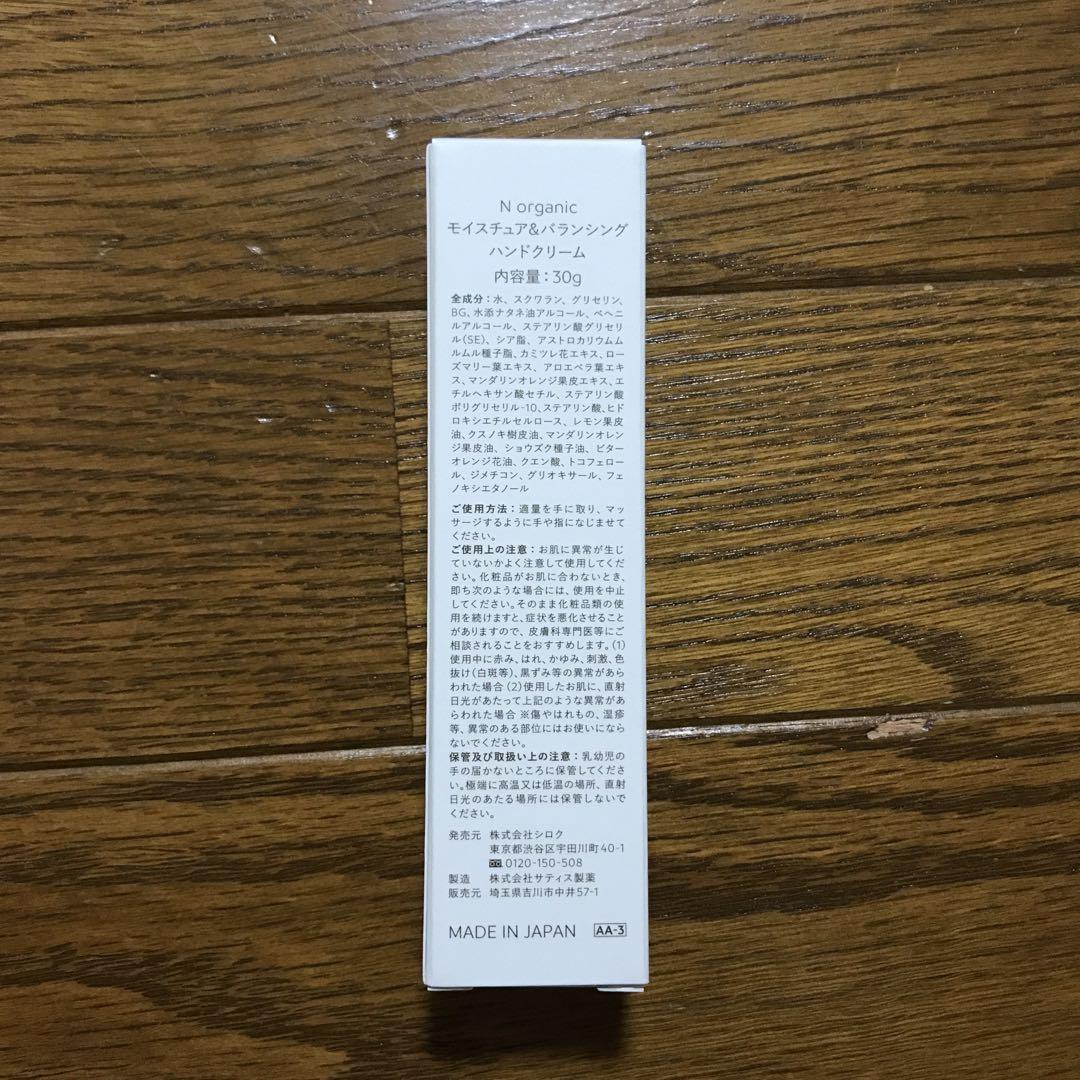 N organic
モイスチュア&バランシング
ハンドクリーム
内容量：30g
全成分：水、スクワラン、グリセリン、
BG、水添ナタネ油アルコール、ベヘニ
ルアルコール、ステアリン酸グリセリ
ル（SE）、シア脂、アストロカリウムム
ルムル種子脂、カミツレ花エキス、ロー
ズマリー葉エキス、アロエベラ葉エキ
ス、マンダリンオレンジ果皮エキス、エ
チルヘキサン酸セチル、ステアリン酸
ポリグリセリル-10、ステアリン酸、ヒド
ロキシエチルセルロース、レモン果皮
油、クスノキ樹皮油、マンダリンオレン
ジ果皮油、ショウズク種子油、ビター
オレンジ花油、クエン酸、トコフェロー
ル、ジメチコン、グリオキサール、フェ
ノキシエタノール
ご使用方法：適量を手に取り、マッ
サージするように手や指になじませて
ください。
ご使用上の注意：お肌に異常が生じ
ていないかよく注意して使用してくだ
さい。化粧品がお肌に合わないとき、
即ち次のような場合には、使用を中止
してください。そのまま化粧品類の使
用を続けますと、症状を悪化させること
がありますので、皮膚科専門医等にご
相談されることをおすすめします。（1）
使用中に赤み、はれ、かゆみ、刺激、色
抜け（白斑等）、黒ずみ等の異常があら
われた場合（2）使用したお肌に、直射
日光があたって上記のような異常があ
らわれた場合 ※傷やはれもの、湿疹
等、異常のある部位にはお使いになら
ないでください。
保管及び取扱い上の注意：乳幼児の
手の届かないところに保管してくださ
い。極端に高温又は低温の場所、直射
日光のあたる場所には保管しないで
ください。
発売元 株式会社シロク
東京都渋谷区宇田川町40-1
0120-150-508
製造 株式会社サティス製薬
販売元 埼玉県吉川市中井57-1
MADE IN JAPAN AA-3